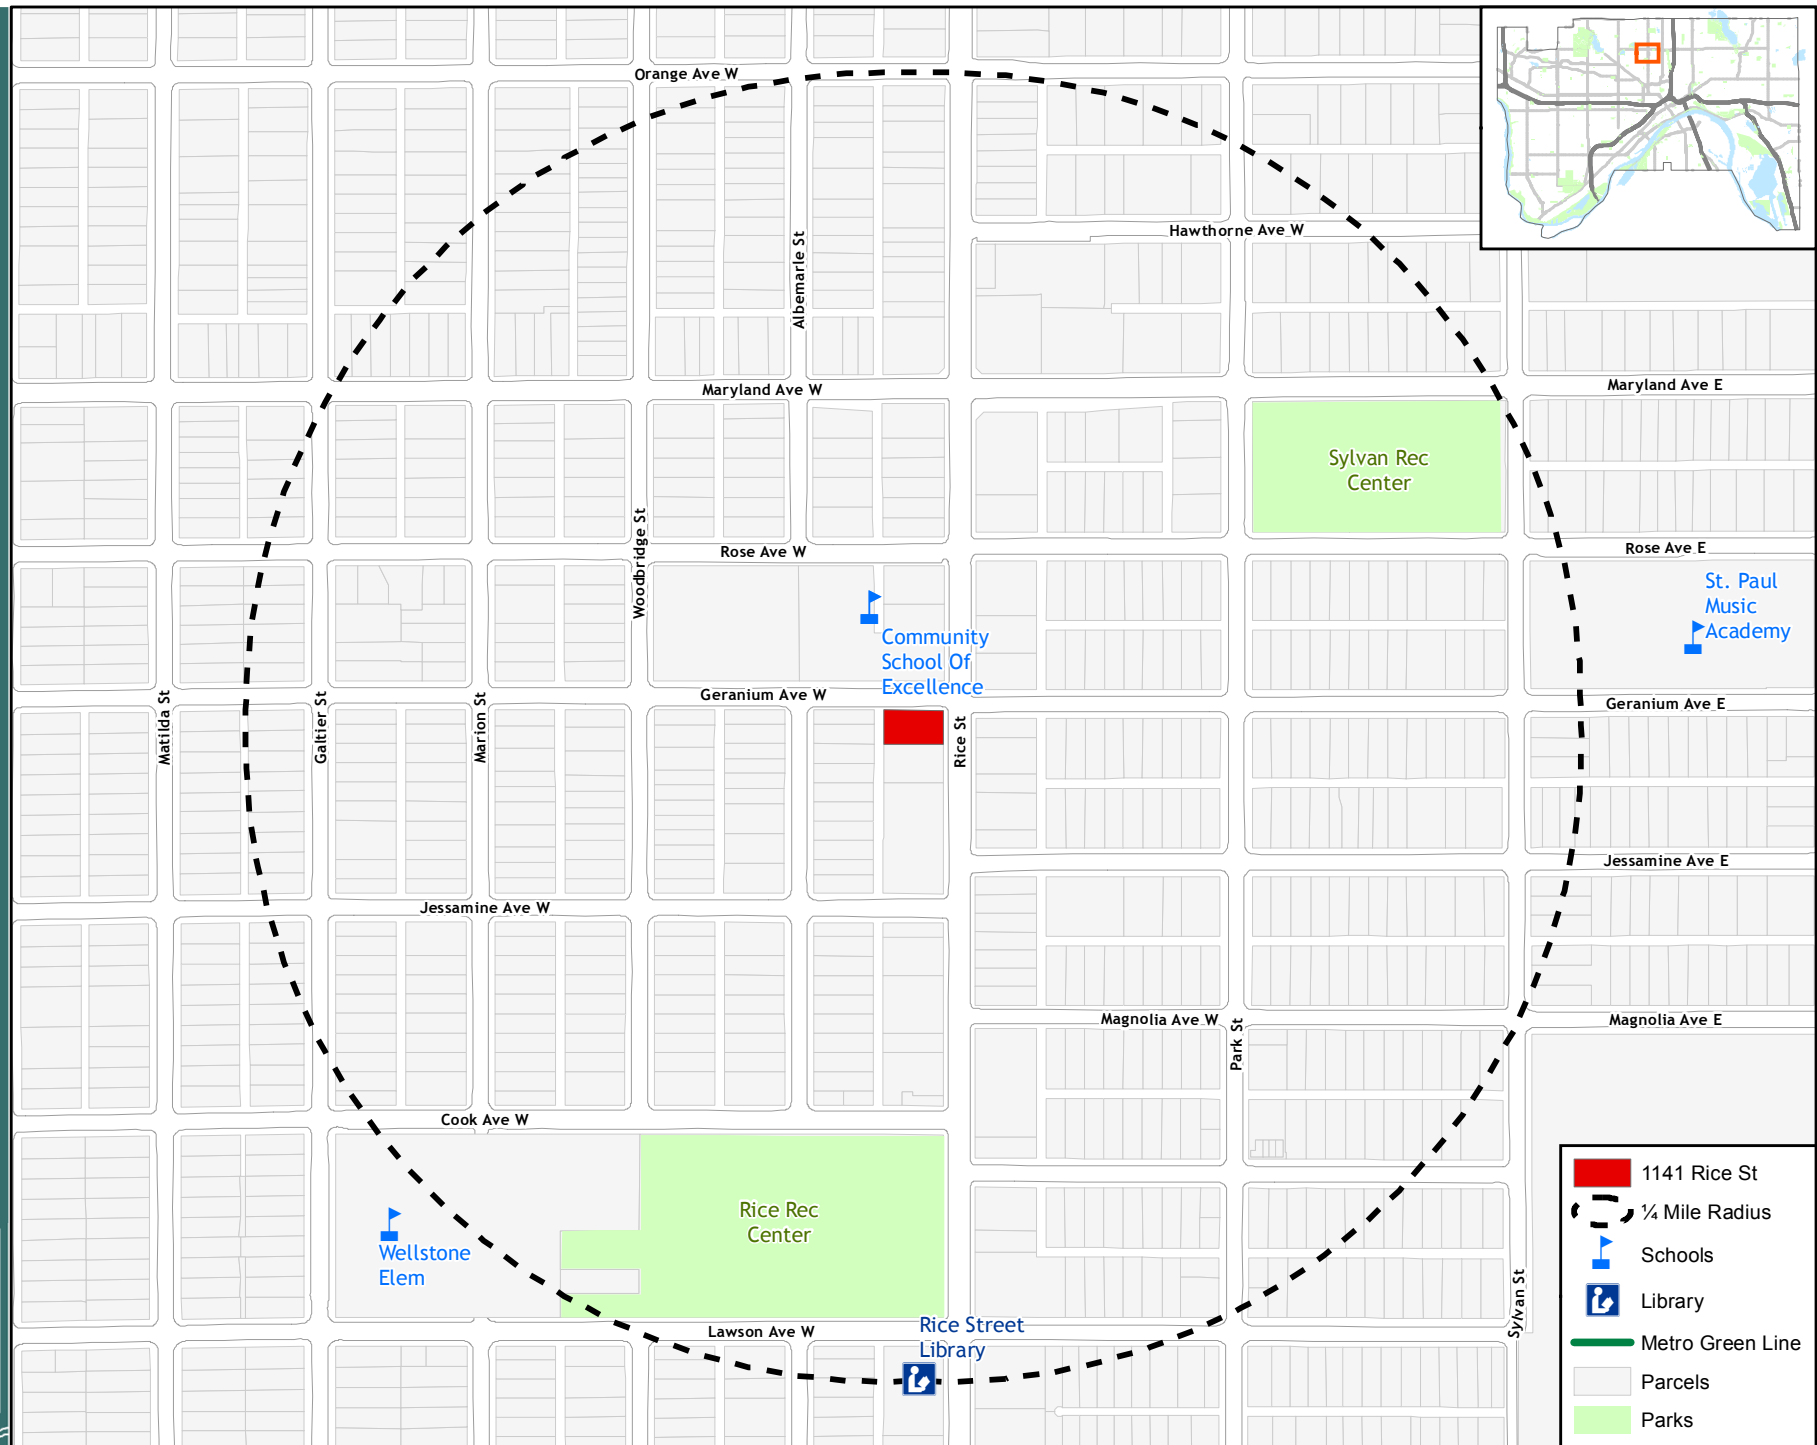 Orange Ave W
Hawthorne Ave W
Albemarle St
Maryland Ave W
Maryland Ave E
Sylvan Rec
Center
Woodbridge St
Rose Ave W
Rose Ave E
St. Paul
Music
Academy
Community
School Of
Excellence
Geranium Ave W
Geranium Ave E
Matilda St
Galtier St
Marion St
Rice St
Jessamine Ave E
Jessamine Ave W
Magnolia Ave W
Magnolia Ave E
Park St
Cook Ave W
Rice Rec
Center
Wellstone
Elem
Sylvan St
Lawson Ave W
Rice Street
Library
1141 Rice St
¼ Mile Radius
Schools
Library
Metro Green Line
Parcels
Parks